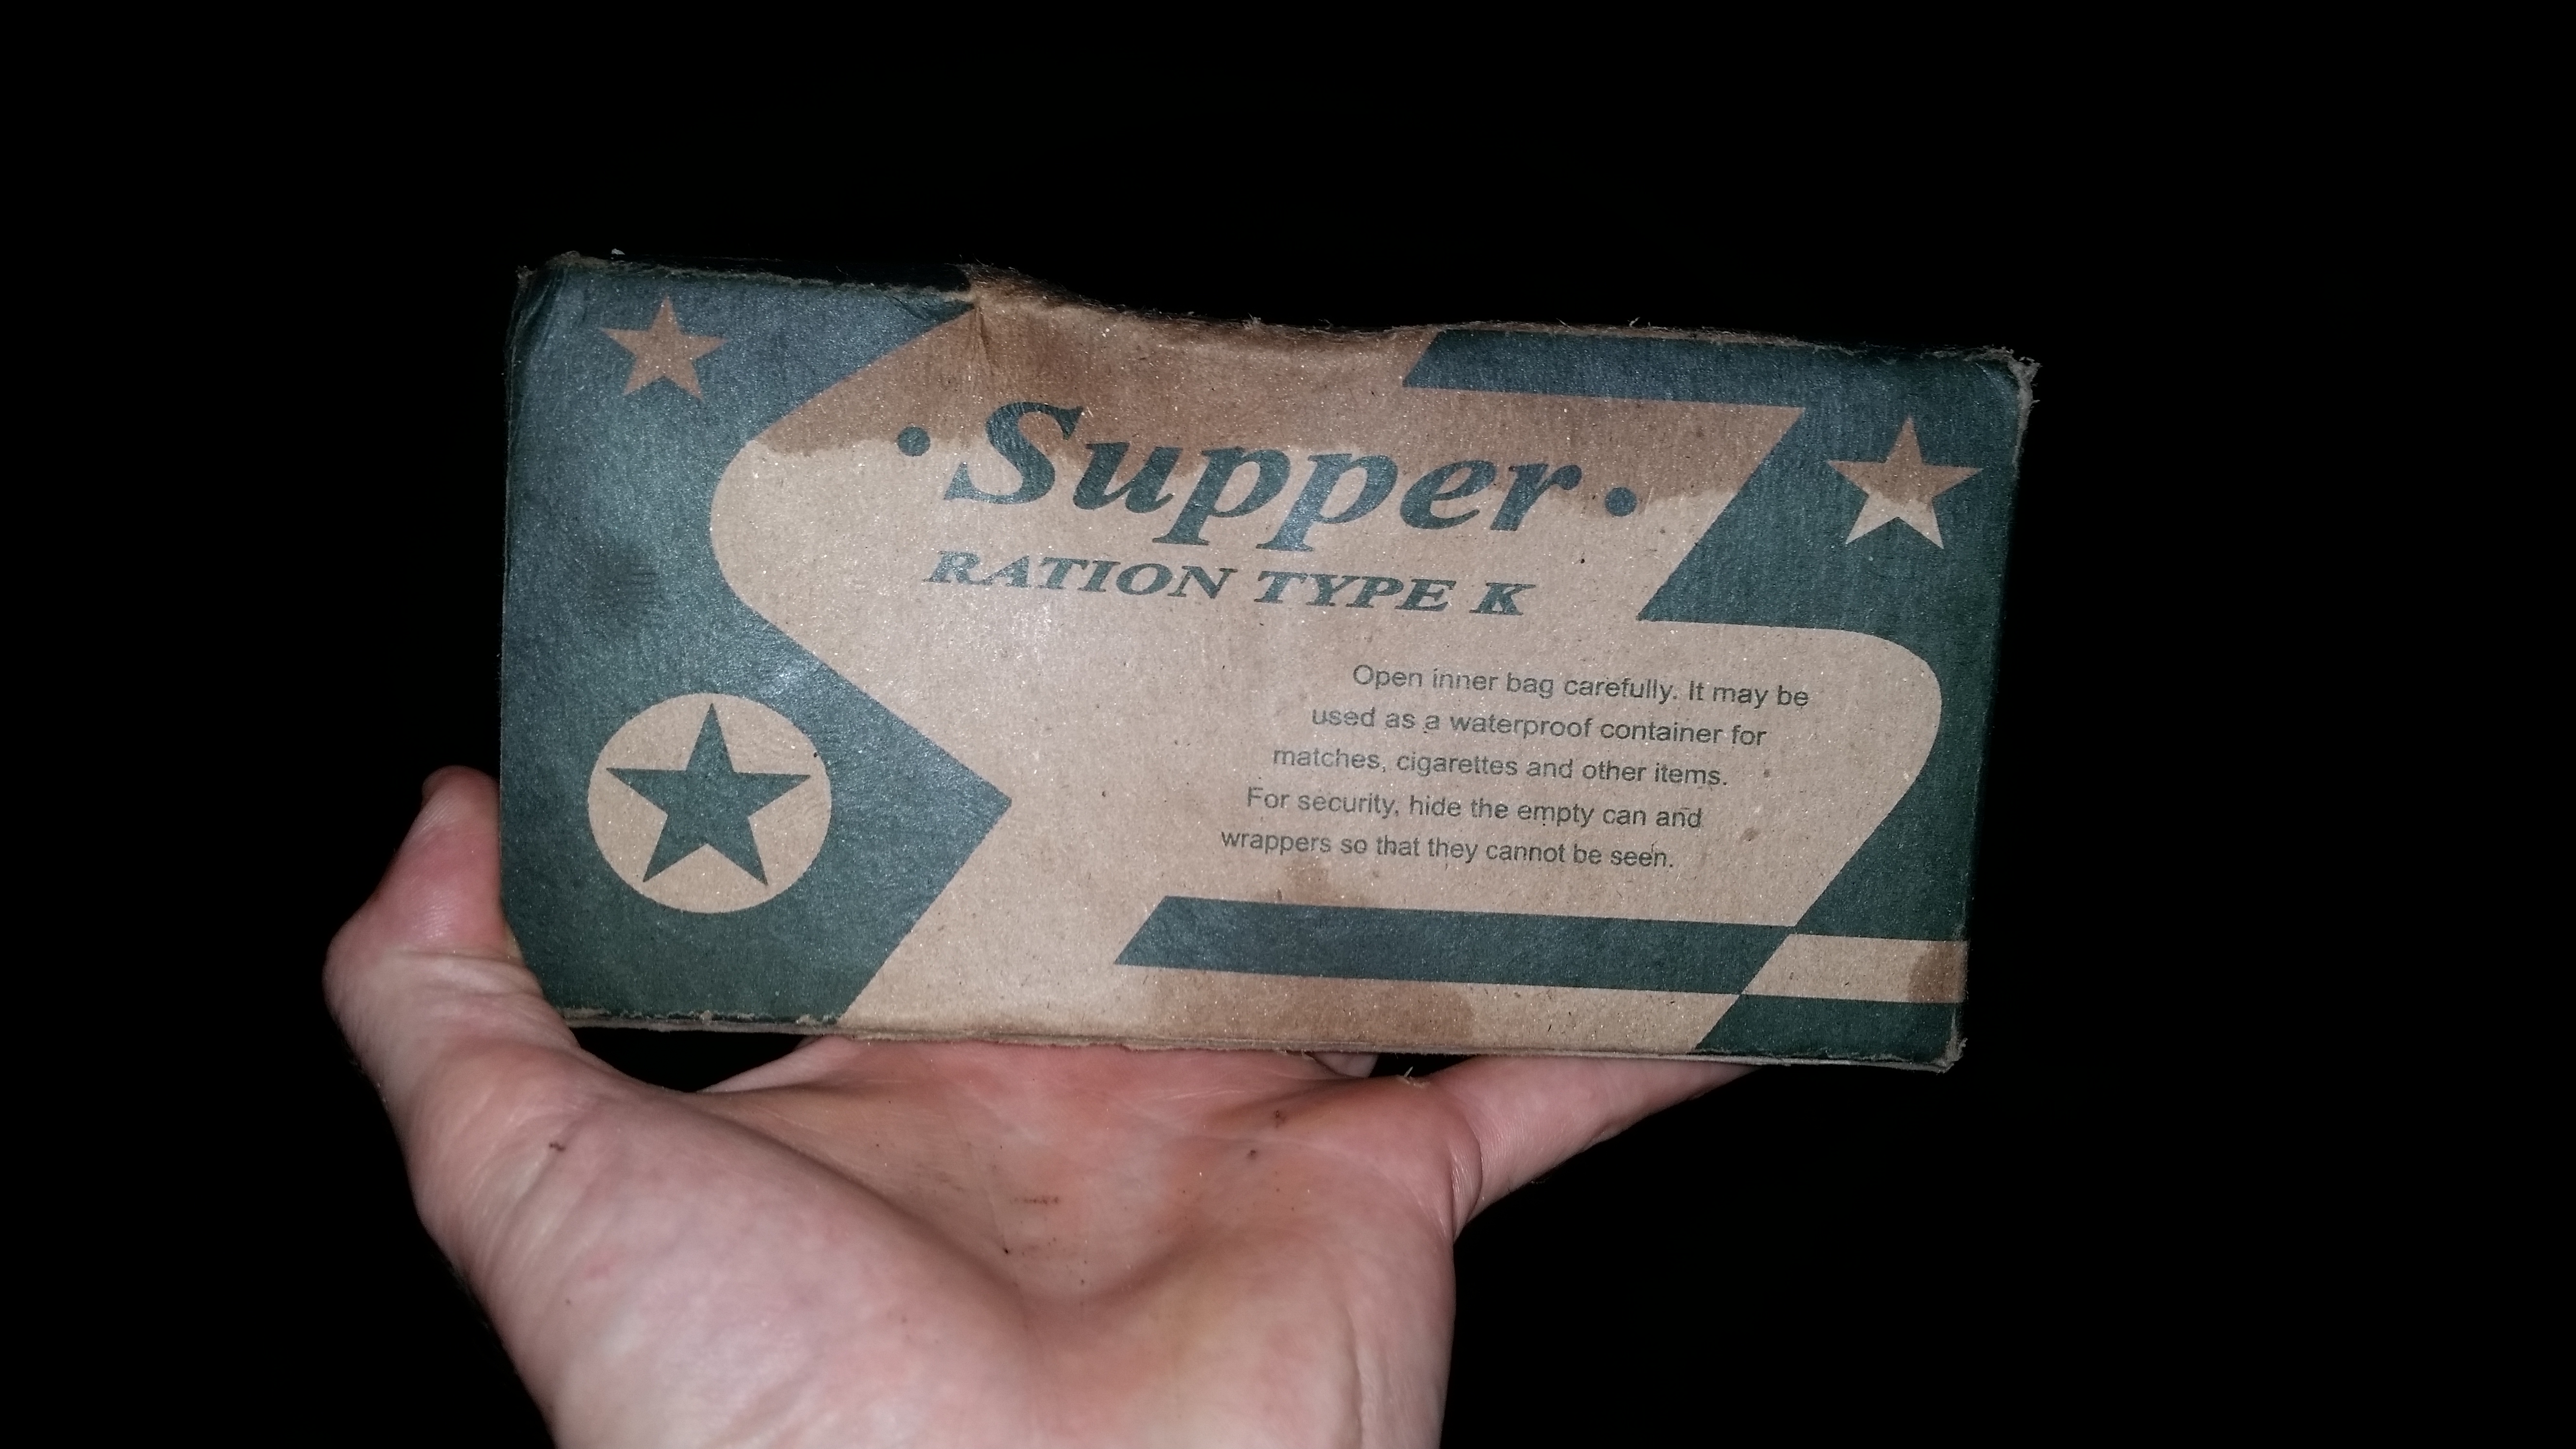 • Supper •
RATION TYPE K
Open inner bag carefully. It may be
used as a waterproof container for
matches, cigarettes and other items.
For security, hide the empty can and
wrappers so that they cannot be seen.